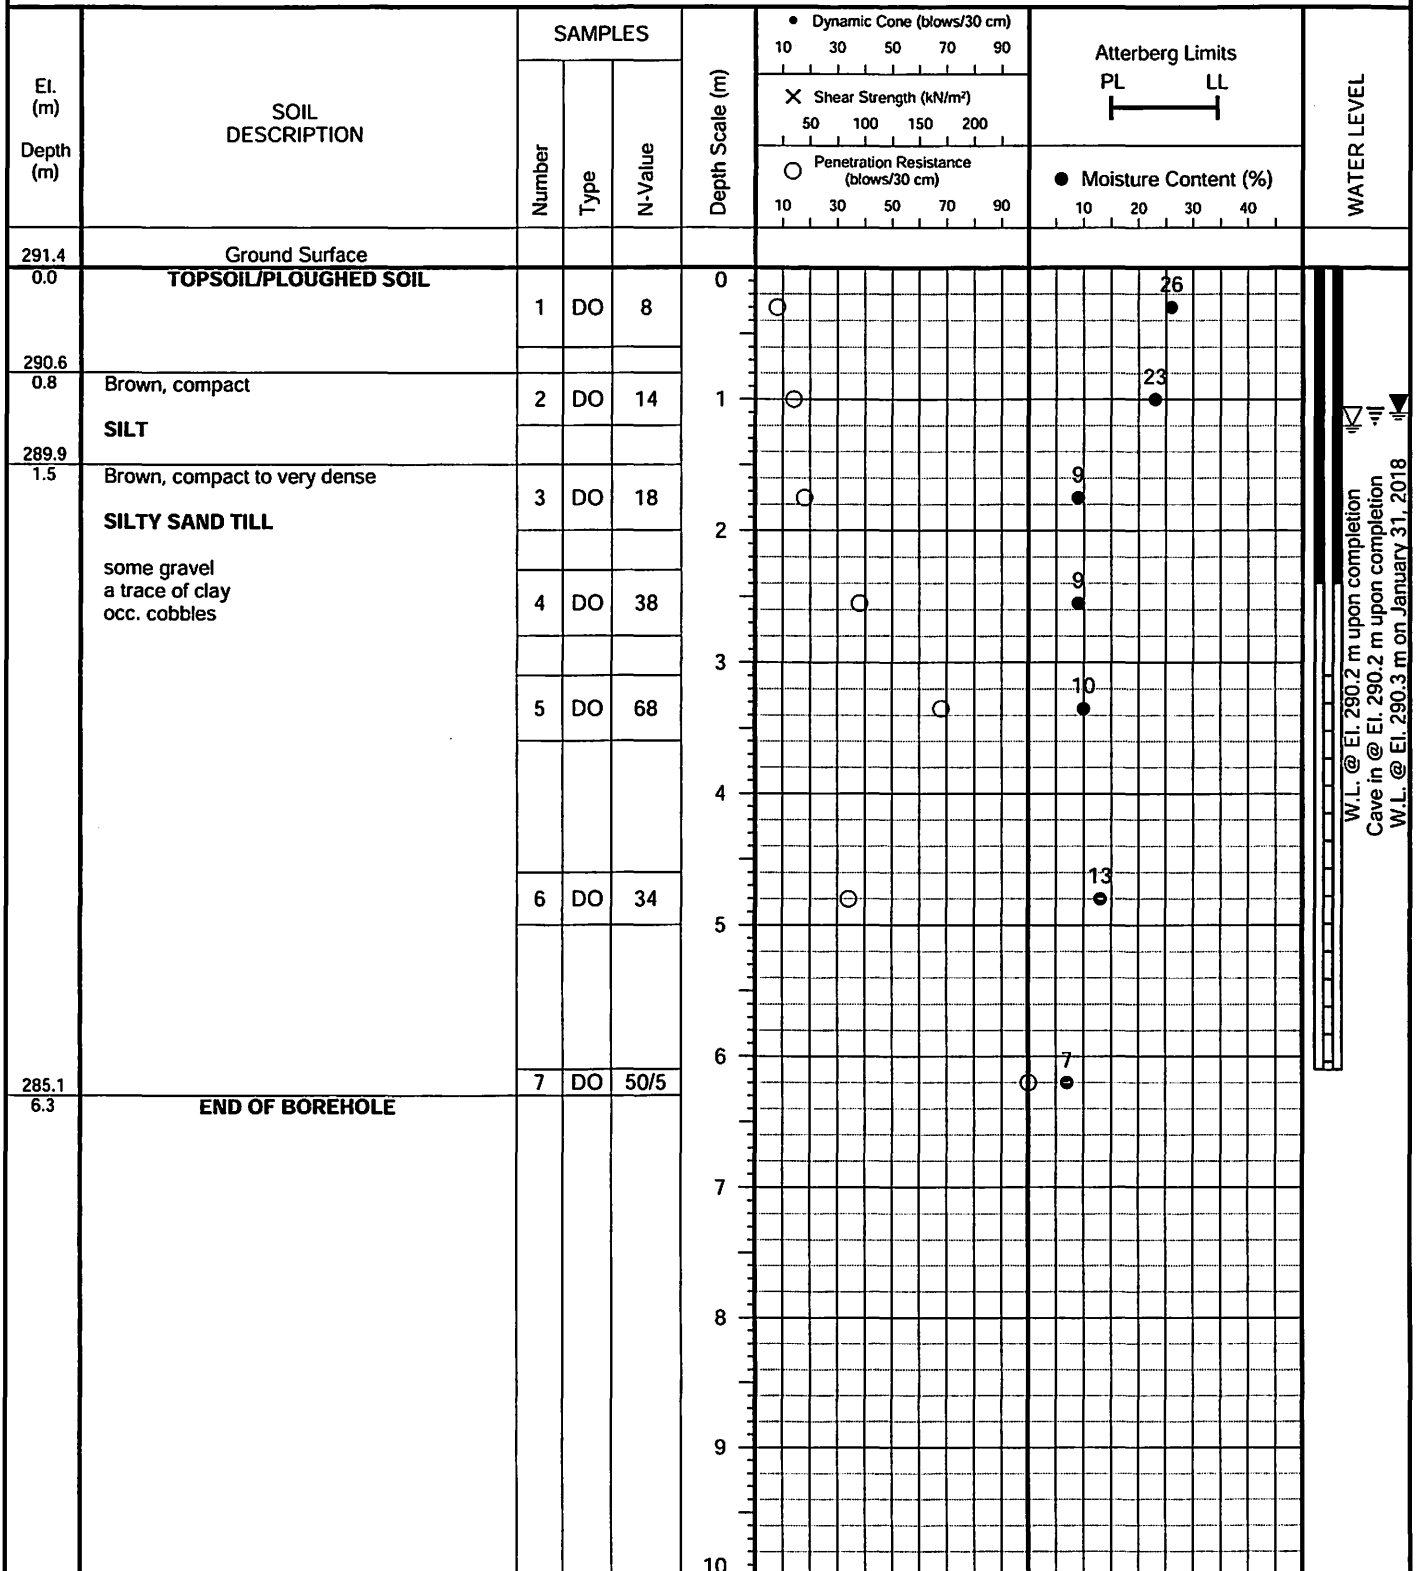 El.
(m)
Depth
(m)
SOIL
DESCRIPTION
SAMPLES
Number
Type
N-Value
Depth Scale (m)
• Dynamic Cone (blows/30 cm)
10 30 50 70 90
X Shear Strength (kN/m²)
50 100 150 200
O Penetration Resistance
(blows/30 cm)
10 30 50 70 90
Atterberg Limits
PL LL
● Moisture Content (%)
10 20 30 40
WATER LEVEL
291.4 Ground Surface
0.0 TOPSOIL/PLOUGHED SOIL 0
26
1 DO 8
290.6
0.8 Brown, compact
23
2 DO 14 1
SILT
289.9
1.5 Brown, compact to very dense
9
3 DO 18
SILTY SAND TILL
2
some gravel
a trace of clay
occ. cobbles
9
4 DO 38
3
10
5 DO 68
4
13
6 DO 34
5
6
7
7 DO 50/5
285.1
6.3 END OF BOREHOLE
7
8
9
10
W.L. @ El. 290.2 m upon completion
Cave in @ El. 290.2 m upon completion
W.L. @ El. 290.3 m on January 31, 2018